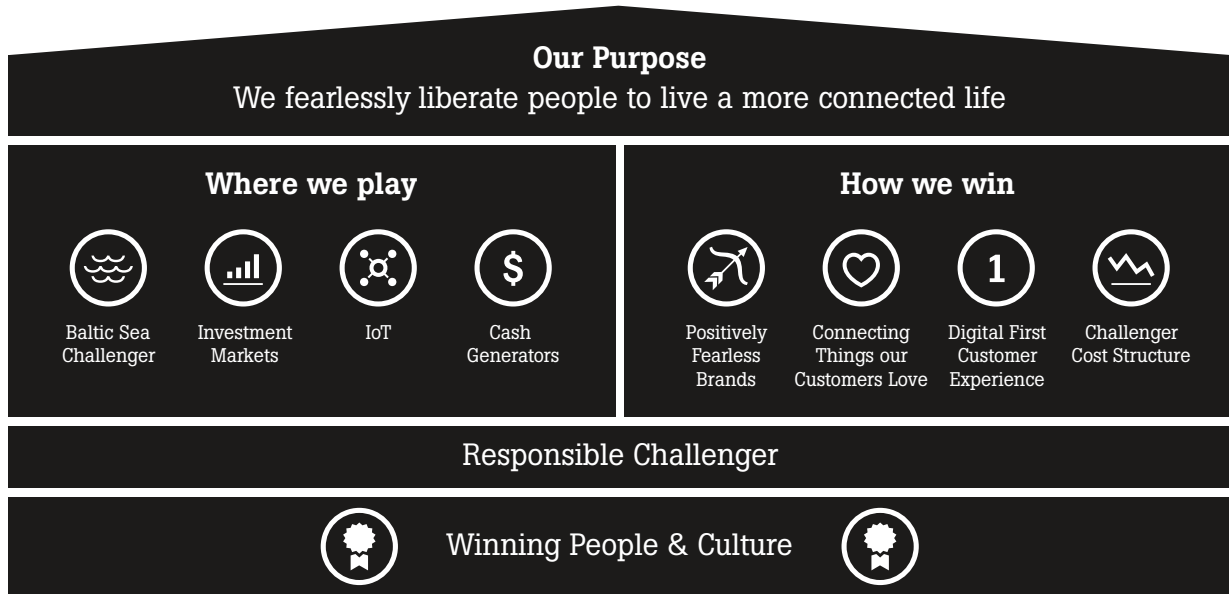 Our Purpose
We fearlessly liberate people to live a more connected life
Where we play
Baltic Sea
Challenger
Investment
Markets
IoT
$
Cash
Generators
How we win
Positively
Fearless
Brands
Connecting
Things our
Customers Love
1
Digital First
Customer
Experience
Challenger
Cost Structure
Responsible Challenger
Winning People & Culture